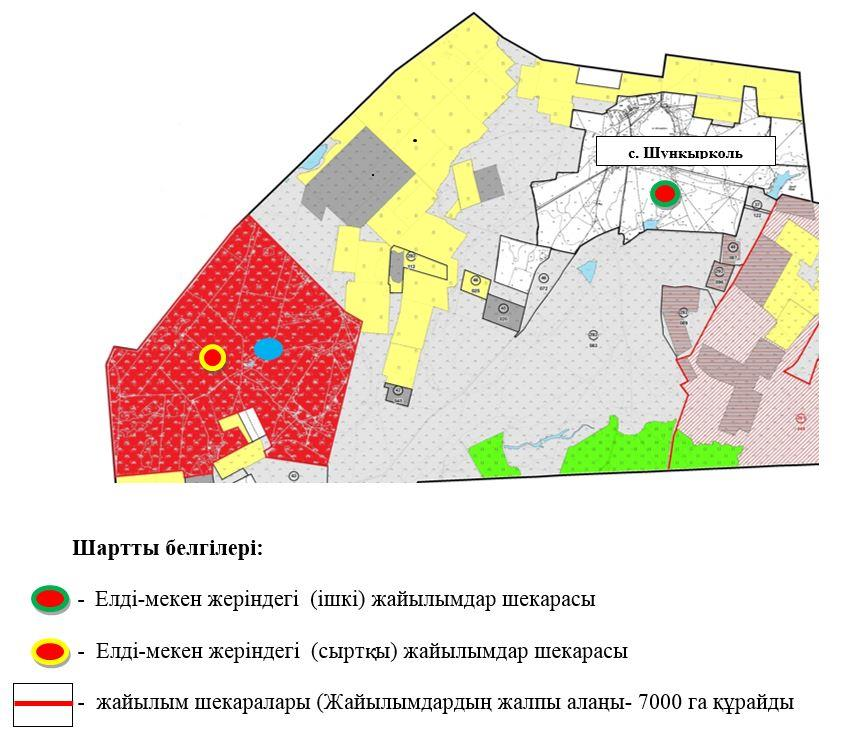 с. Шункырколь
Шартты белгілері:
- Елді-мекен жеріндегі (ішкі) жайылымдар шекарасы
- Елді-мекен жеріндегі (сыртқы) жайылымдар шекарасы
- жайылым шекаралары (Жайылымдардың жалпы алаңы- 7000 га құрайды